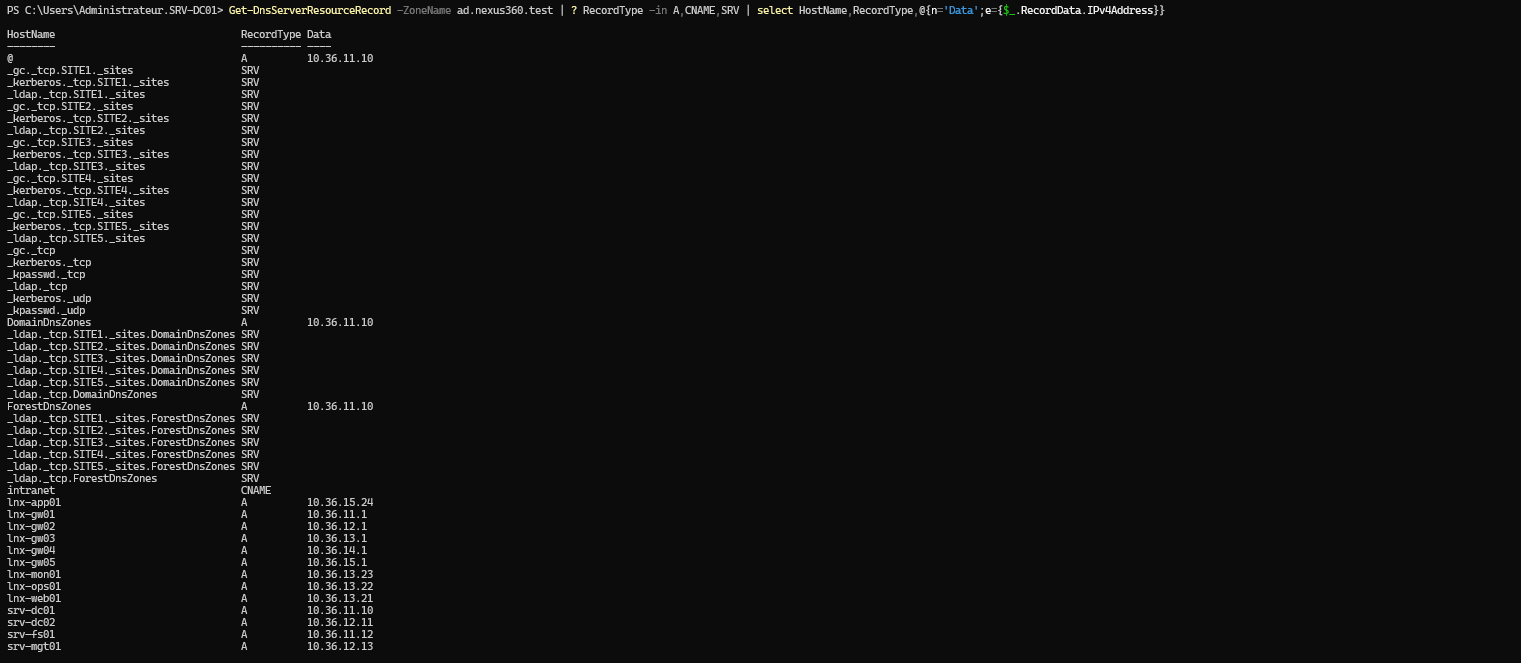 PS C:\Users\Administrateur.SRV-DC01> Get-DnsServerResourceRecord -ZoneName ad.nexus360.test | ? RecordType -in A,CNAME,SRV | select HostName,RecordType,@{n='Data';e={$_.RecordData.IPv4Address}}
HostName RecordType Data
-------- ---------- ----
@ A 10.36.11.10
_gc._tcp.SITE1._sites SRV
_kerberos._tcp.SITE1._sites SRV
_ldap._tcp.SITE1._sites SRV
_gc._tcp.SITE2._sites SRV
_kerberos._tcp.SITE2._sites SRV
_ldap._tcp.SITE2._sites SRV
_gc._tcp.SITE3._sites SRV
_kerberos._tcp.SITE3._sites SRV
_ldap._tcp.SITE3._sites SRV
_gc._tcp.SITE4._sites SRV
_kerberos._tcp.SITE4._sites SRV
_ldap._tcp.SITE4._sites SRV
_gc._tcp.SITE5._sites SRV
_kerberos._tcp.SITE5._sites SRV
_ldap._tcp.SITE5._sites SRV
_gc._tcp SRV
_kerberos._tcp SRV
_kpasswd._tcp SRV
_ldap._tcp SRV
_kerberos._udp SRV
_kpasswd._udp SRV
DomainDnsZones A 10.36.11.10
_ldap._tcp.SITE1._sites.DomainDnsZones SRV
_ldap._tcp.SITE2._sites.DomainDnsZones SRV
_ldap._tcp.SITE3._sites.DomainDnsZones SRV
_ldap._tcp.SITE4._sites.DomainDnsZones SRV
_ldap._tcp.SITE5._sites.DomainDnsZones SRV
_ldap._tcp.DomainDnsZones SRV
ForestDnsZones A 10.36.11.10
_ldap._tcp.SITE1._sites.ForestDnsZones SRV
_ldap._tcp.SITE2._sites.ForestDnsZones SRV
_ldap._tcp.SITE3._sites.ForestDnsZones SRV
_ldap._tcp.SITE4._sites.ForestDnsZones SRV
_ldap._tcp.SITE5._sites.ForestDnsZones SRV
_ldap._tcp.ForestDnsZones SRV
intranet CNAME
lnx-app01 A 10.36.15.24
lnx-gw01 A 10.36.11.1
lnx-gw02 A 10.36.12.1
lnx-gw03 A 10.36.13.1
lnx-gw04 A 10.36.14.1
lnx-gw05 A 10.36.15.1
lnx-mon01 A 10.36.13.23
lnx-ops01 A 10.36.13.22
lnx-web01 A 10.36.13.21
srv-dc01 A 10.36.11.10
srv-dc02 A 10.36.12.11
srv-fs01 A 10.36.11.12
srv-mgt01 A 10.36.12.13